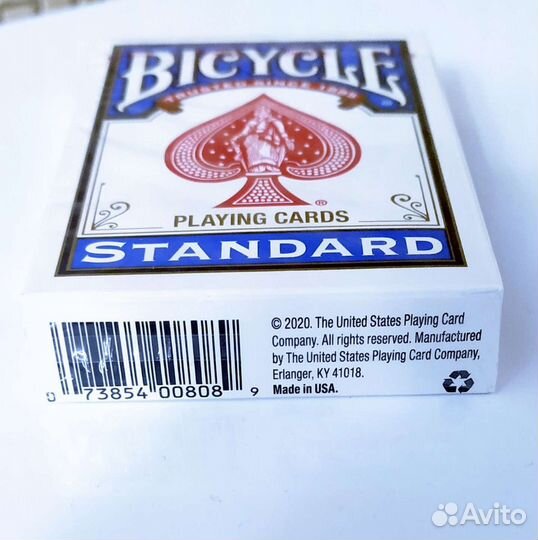 BICYCLE
®
TRUSTED SINCE 1885
®
PLAYING CARDS
STANDARD
© 2020. The United States Playing Card
Company. All rights reserved. Manufactured
by The United States Playing Card Company,
Erlanger, KY 41018.
Made in USA.
0 73854 00808 9
Avito